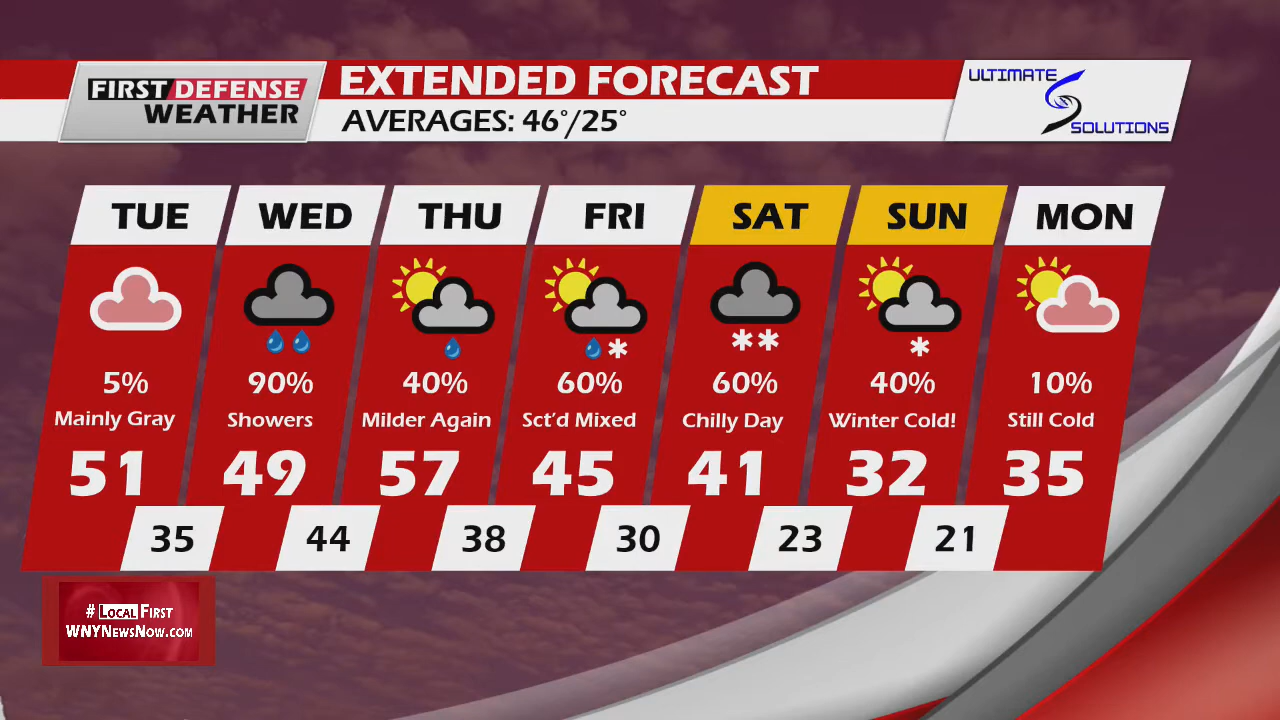 FIRST DEFENSE
WEATHER
EXTENDED FORECAST
AVERAGES: 46°/25°
ULTIMATE
SOLUTIONS
TUE WED THU FRI SAT SUN MON
5% 90% 40% 60% 60% 40% 10%
Mainly Gray Showers Milder Again Sct'd Mixed Chilly Day Winter Cold! Still Cold
51 49 57 45 41 32 35
35 44 38 30 23 21
# LOCAL FIRST
WNYNEWSNOW.COM